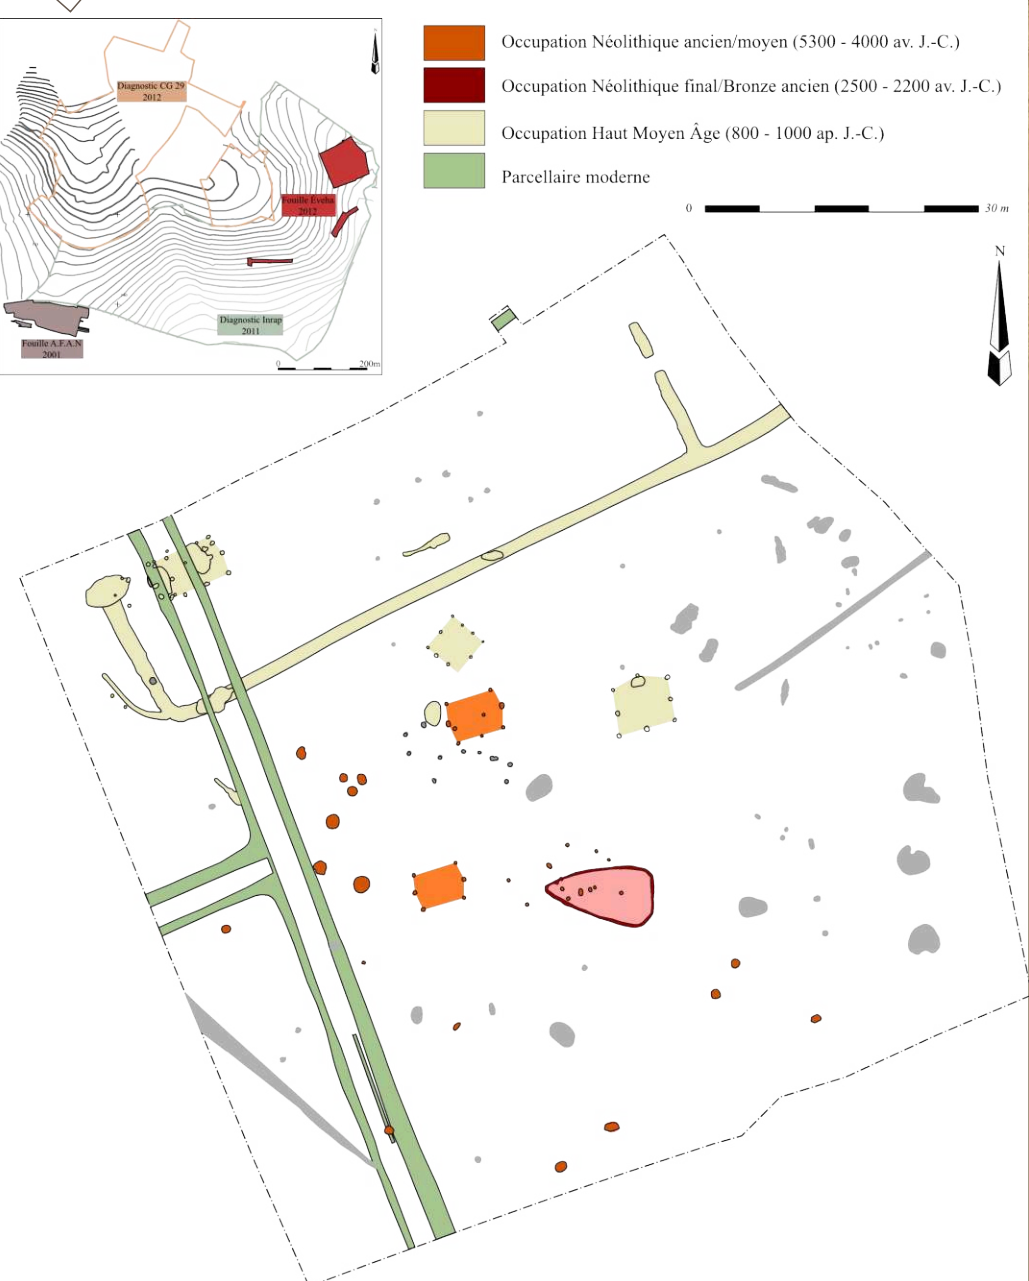 Diagnostic CG 29
2012
Fouille Eveha
2012
Diagnostic Inrap
2011
Fouille A.F.A.N
2001
0 200m
Occupation Néolithique ancien/moyen (5300 - 4000 av. J.-C.)
Occupation Néolithique final/Bronze ancien (2500 - 2200 av. J.-C.)
Occupation Haut Moyen Âge (800 - 1000 ap. J.-C.)
Parcellaire moderne
0 30 m
N